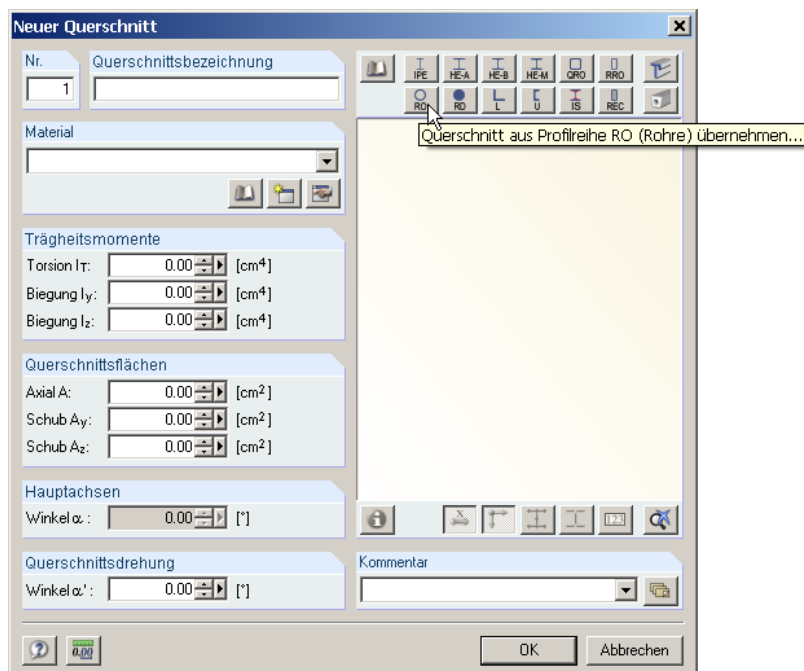 Neuer Querschnitt
Nr.
1
Querschnittsbezeichnung
IPE HE-A HE-B HE-M QRO RRO
RO RD L U IS REC
Querschnitt aus Profilreihe RO (Rohre) übernehmen...
Material
Trägheitsmomente
Torsion IT: 0.00 [cm4]
Biegung Iy: 0.00 [cm4]
Biegung Iz: 0.00 [cm4]
Querschnittsflächen
Axial A: 0.00 [cm2]
Schub Ay: 0.00 [cm2]
Schub Az: 0.00 [cm2]
Hauptachsen
Winkel α : 0.00 [°]
X 123
Querschnittsdrehung
Winkel α' : 0.00 [°]
Kommentar
0.00
OK Abbrechen